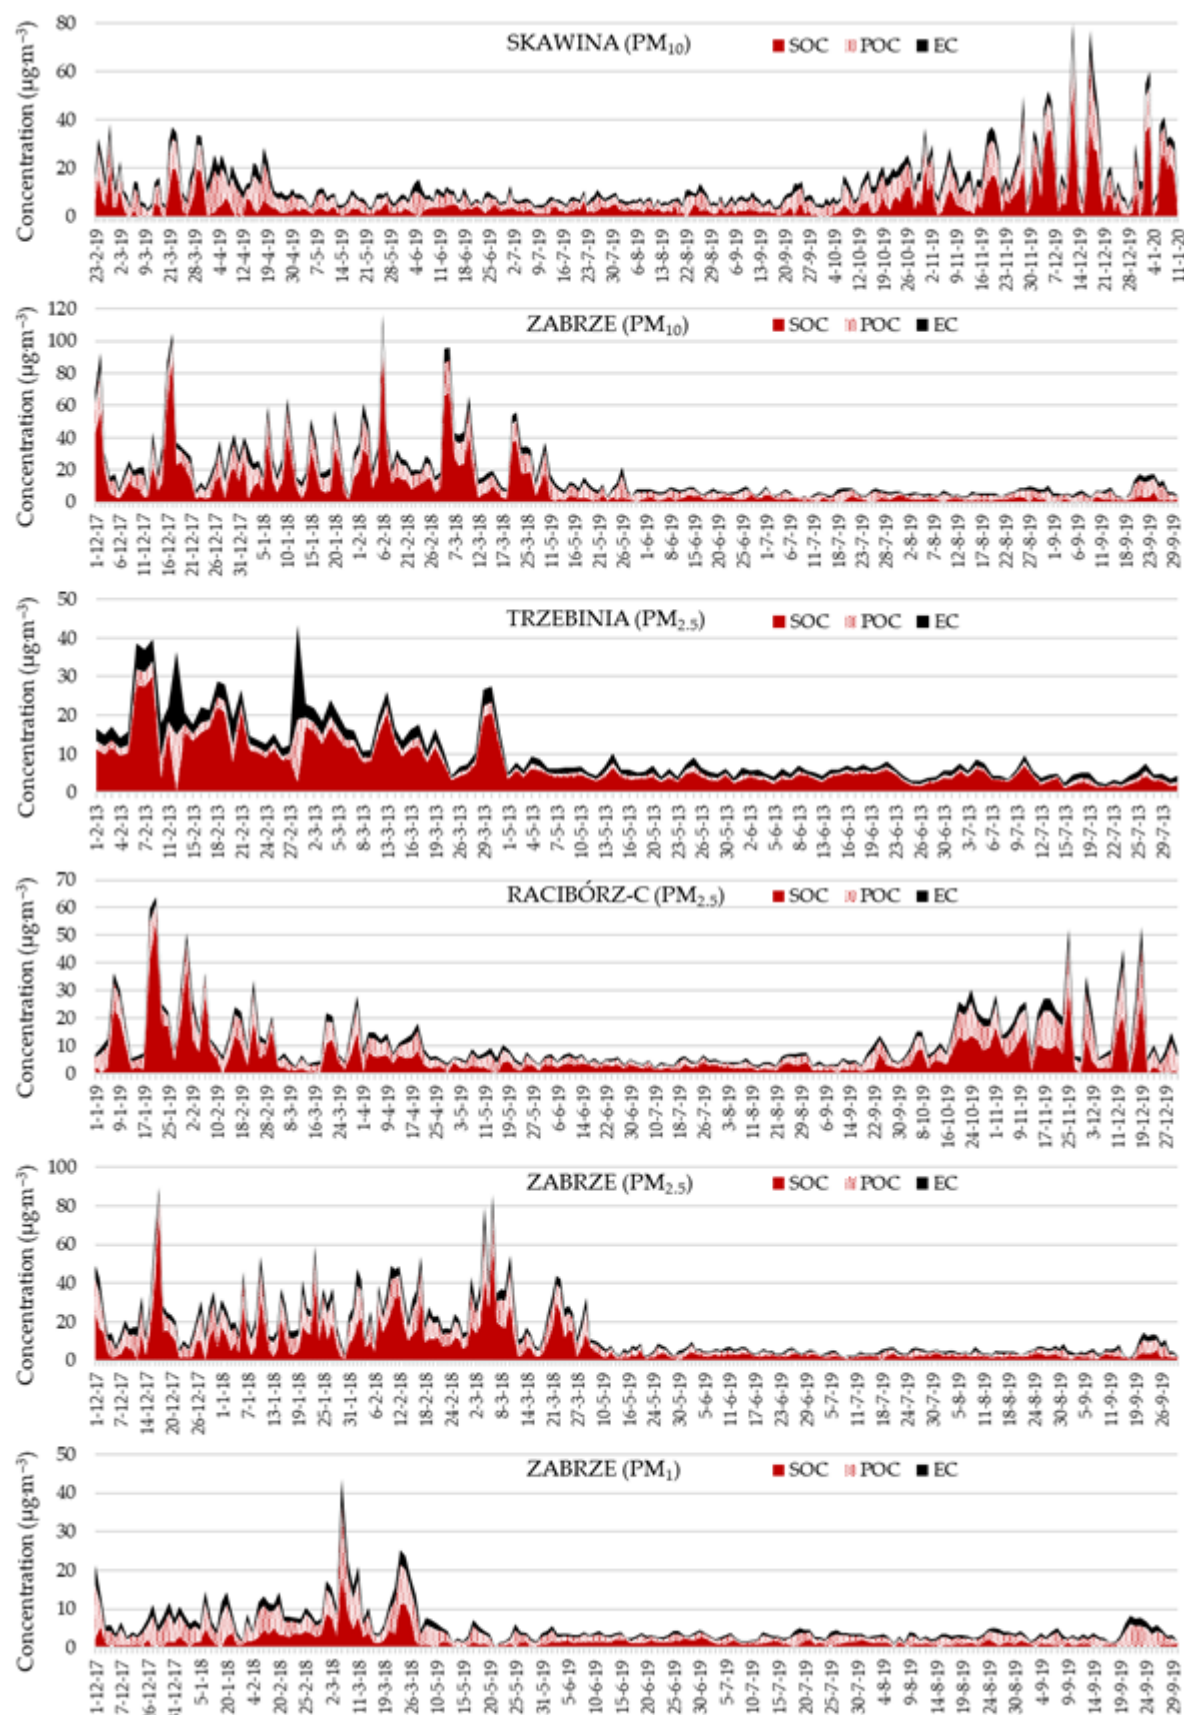 SKAWINA (PM10) SOC POC EC
Concentration (µg·m−3)
80
60
40
20
0
23-2-19 2-3-19 9-3-19 21-3-19 28-3-19 4-4-19 12-4-19 19-4-19 30-4-19 7-5-19 14-5-19 21-5-19 28-5-19 4-6-19 11-6-19 18-6-19 25-6-19 2-7-19 9-7-19 16-7-19 23-7-19 30-7-19 6-8-19 13-8-19 22-8-19 29-8-19 6-9-19 13-9-19 20-9-19 27-9-19 4-10-19 12-10-19 19-10-19 26-10-19 2-11-19 9-11-19 16-11-19 23-11-19 30-11-19 7-12-19 14-12-19 21-12-19 28-12-19 4-1-20 11-1-20
ZABRZE (PM10) SOC POC EC
Concentration (µg·m−3)
120
100
80
60
40
20
0
1-12-17 6-12-17 11-12-17 16-12-17 21-12-17 26-12-17 31-12-17 5-1-18 10-1-18 15-1-18 20-1-18 1-2-18 6-2-18 21-2-18 26-2-18 7-3-18 12-3-18 17-3-18 25-3-18 11-5-19 16-5-19 21-5-19 26-5-19 1-6-19 8-6-19 15-6-19 20-6-19 25-6-19 1-7-19 6-7-19 11-7-19 18-7-19 23-7-19 28-7-19 2-8-19 7-8-19 12-8-19 17-8-19 22-8-19 27-8-19 1-9-19 6-9-19 11-9-19 18-9-19 23-9-19 29-9-19
TRZEBINIA (PM2.5) SOC POC EC
Concentration (µg·m−3)
50
40
30
20
10
0
1-2-13 4-2-13 7-2-13 11-2-13 15-2-13 18-2-13 21-2-13 24-2-13 27-2-13 2-3-13 5-3-13 8-3-13 13-3-13 16-3-13 19-3-13 26-3-13 29-3-13 1-5-13 4-5-13 7-5-13 10-5-13 13-5-13 16-5-13 20-5-13 23-5-13 26-5-13 30-5-13 2-6-13 6-6-13 13-6-13 16-6-13 19-6-13 23-6-13 26-6-13 30-6-13 3-7-13 6-7-13 9-7-13 12-7-13 15-7-13 19-7-13 22-7-13 25-7-13 29-7-13
RACIBÓRZ-C (PM2.5) SOC POC EC
Concentration (µg·m−3)
70
60
50
40
30
20
10
0
1-1-19 9-1-19 17-1-19 25-1-19 2-2-19 10-2-19 18-2-19 28-2-19 8-3-19 16-3-19 24-3-19 1-4-19 9-4-19 17-4-19 25-4-19 3-5-19 11-5-19 19-5-19 27-5-19 6-6-19 14-6-19 22-6-19 30-6-19 10-7-19 18-7-19 26-7-19 3-8-19 11-8-19 21-8-19 29-8-19 6-9-19 14-9-19 22-9-19 30-9-19 8-10-19 16-10-19 24-10-19 1-11-19 9-11-19 17-11-19 25-11-19 3-12-19 11-12-19 19-12-19 27-12-19
ZABRZE (PM2.5) SOC POC EC
Concentration (µg·m−3)
100
80
60
40
20
0
1-12-17 7-12-17 14-12-17 20-12-17 26-12-17 1-1-18 7-1-18 13-1-18 19-1-18 25-1-18 31-1-18 6-2-18 12-2-18 18-2-18 24-2-18 2-3-18 8-3-18 14-3-18 21-3-18 27-3-18 10-5-19 16-5-19 24-5-19 30-5-19 5-6-19 11-6-19 17-6-19 23-6-19 29-6-19 5-7-19 11-7-19 18-7-19 24-7-19 30-7-19 5-8-19 11-8-19 18-8-19 24-8-19 30-8-19 5-9-19 11-9-19 19-9-19 26-9-19
ZABRZE (PM1) SOC POC EC
Concentration (µg·m−3)
50
40
30
20
10
0
1-12-17 7-12-17 5-1-18 20-1-18 4-2-18 20-2-18 25-2-18 2-3-18 11-3-18 19-3-18 26-3-18 10-5-19 15-5-19 20-5-19 25-5-19 31-5-19 5-6-19 10-6-19 15-6-19 20-6-19 25-6-19 30-6-19 5-7-19 10-7-19 15-7-19 20-7-19 25-7-19 30-7-19 4-8-19 9-8-19 14-8-19 19-8-19 24-8-19 30-8-19 4-9-19 9-9-19 14-9-19 19-9-19 24-9-19 29-9-19